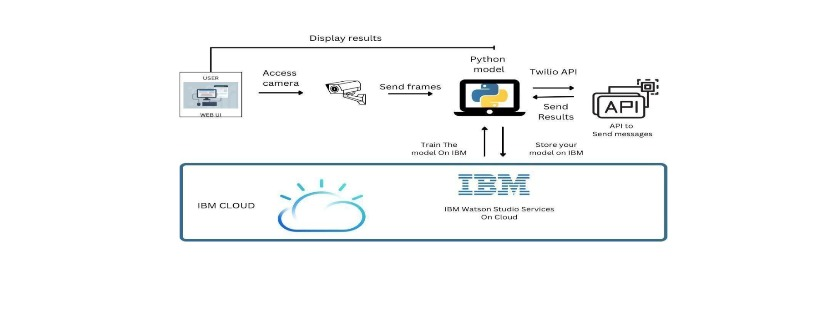 Display results
USER
WEB UI
Access
camera
Send frames
Python
model
Twilio API
Send
Results
API
API to
Send messages
Train The
model On IBM
Store your
model on IBM
IBM CLOUD
IBM
IBM Watson Studio Services
On Cloud